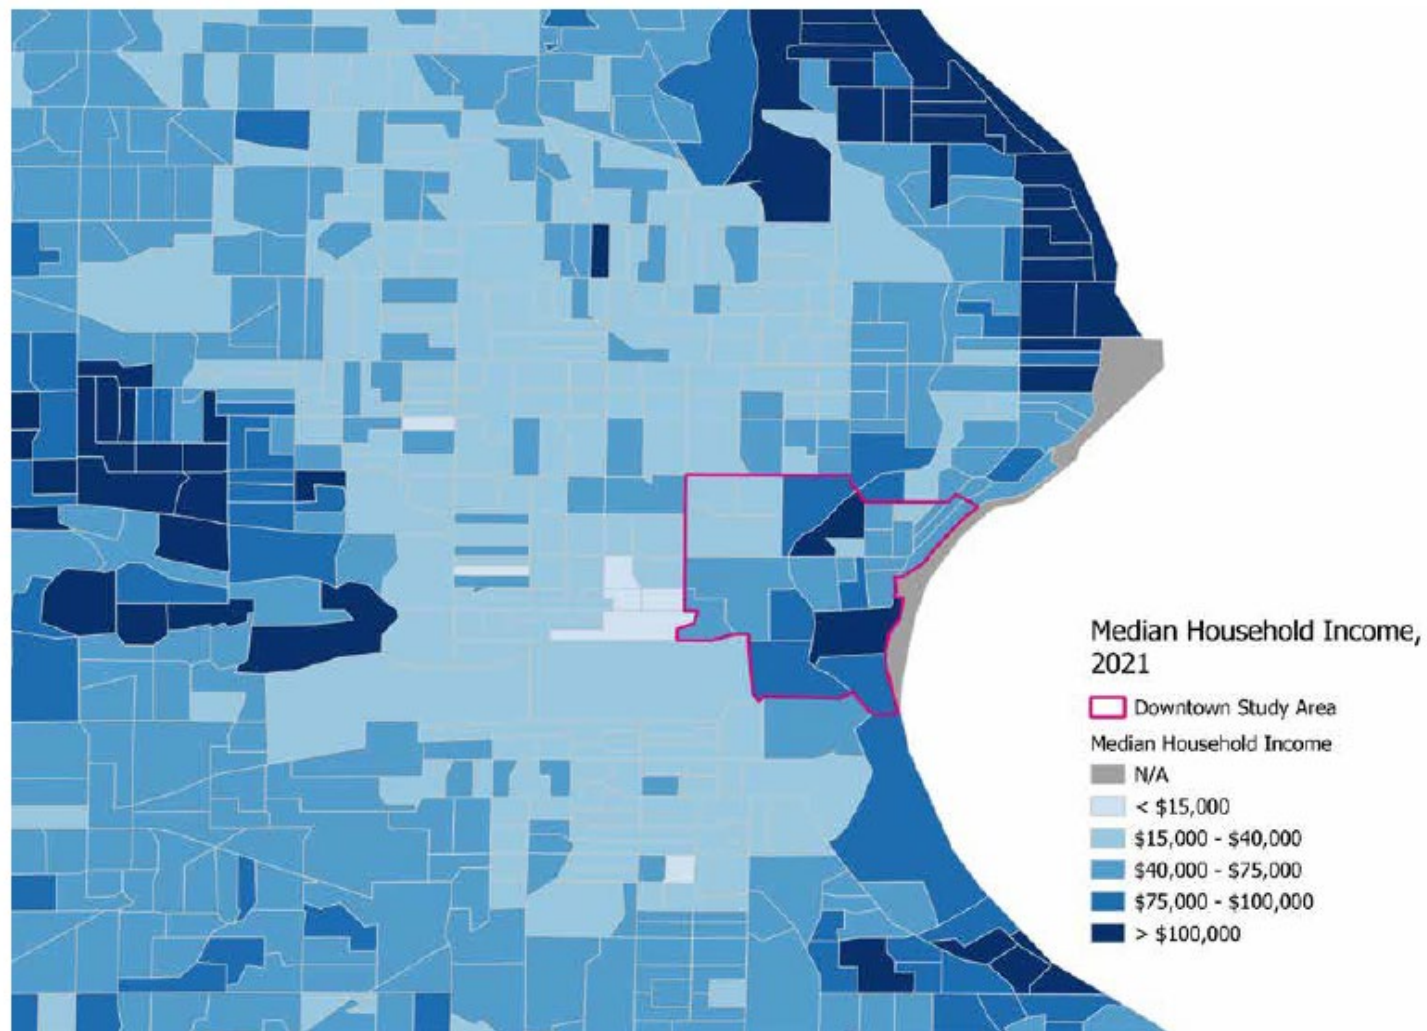 Median Household Income,
2021
Downtown Study Area
Median Household Income
N/A
< $15,000
$15,000 - $40,000
$40,000 - $75,000
$75,000 - $100,000
> $100,000